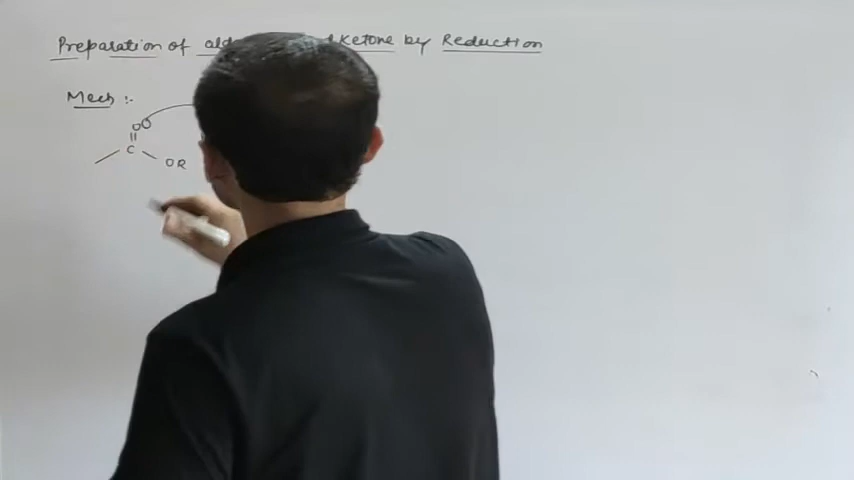 Preparation of ketone by Reduction
Mech :-
O
C
OR